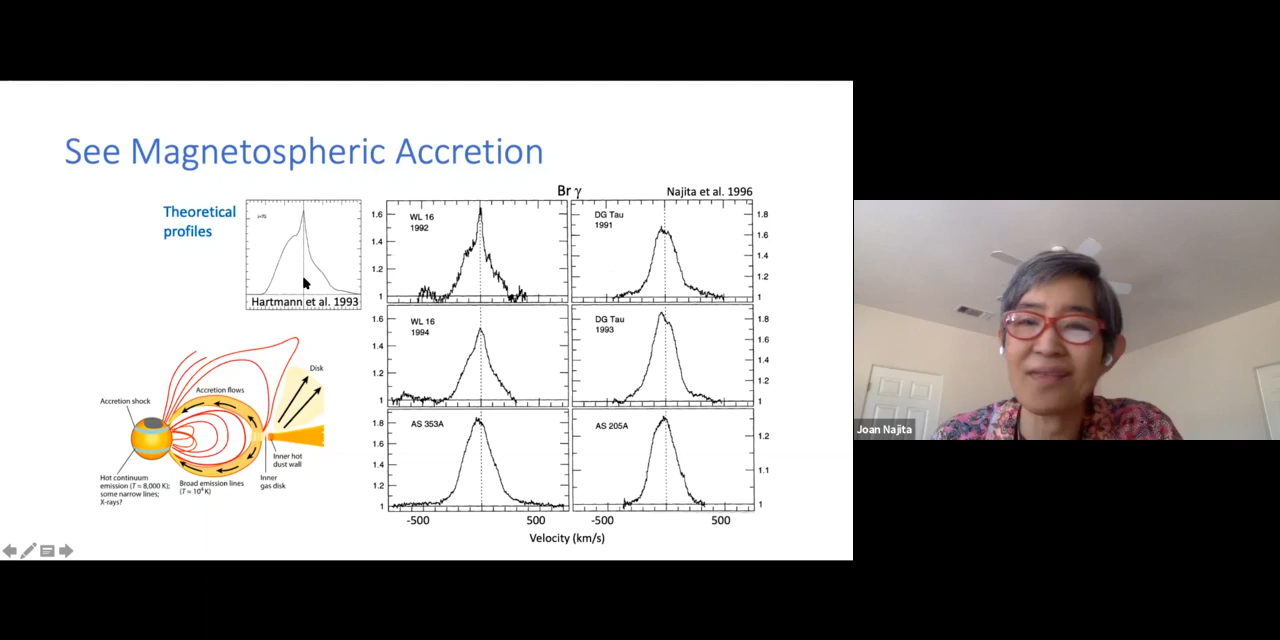 See Magnetospheric Accretion
Theoretical
profiles
i=75
Hartmann et al. 1993
Br γ
Najita et al. 1996
WL 16
1992
1.6
1.4
1.2
1
DG Tau
1991
1.8
1.6
1.4
1.2
1
WL 16
1994
1.6
1.4
1.2
1
DG Tau
1993
1.8
1.6
1.4
1.2
1
AS 353A
1.8
1.6
1.4
1.2
1
AS 205A
1.2
1.1
1
-500
500
-500
500
Velocity (km/s)
Disk
Accretion flows
Accretion shock
Inner hot
dust wall
Inner
gas disk
Hot continuum
emission (T ≈ 8,000 K);
some narrow lines;
X-rays?
Broad emission lines
(T ≈ 10⁴ K)
Joan Najita